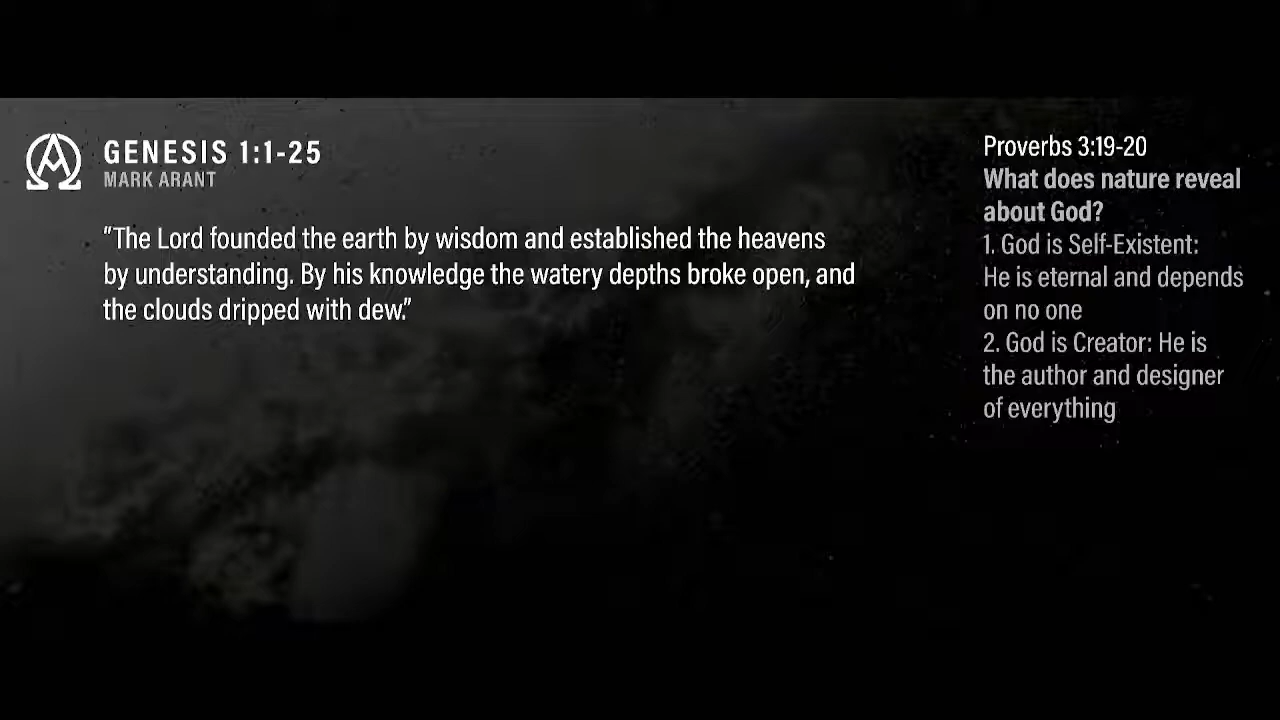 GENESIS 1:1-25
MARK ARANT
"The Lord founded the earth by wisdom and established the heavens
by understanding. By his knowledge the watery depths broke open, and
the clouds dripped with dew."
Proverbs 3:19-20
What does nature reveal
about God?
1. God is Self-Existent:
He is eternal and depends
on no one
2. God is Creator: He is
the author and designer
of everything